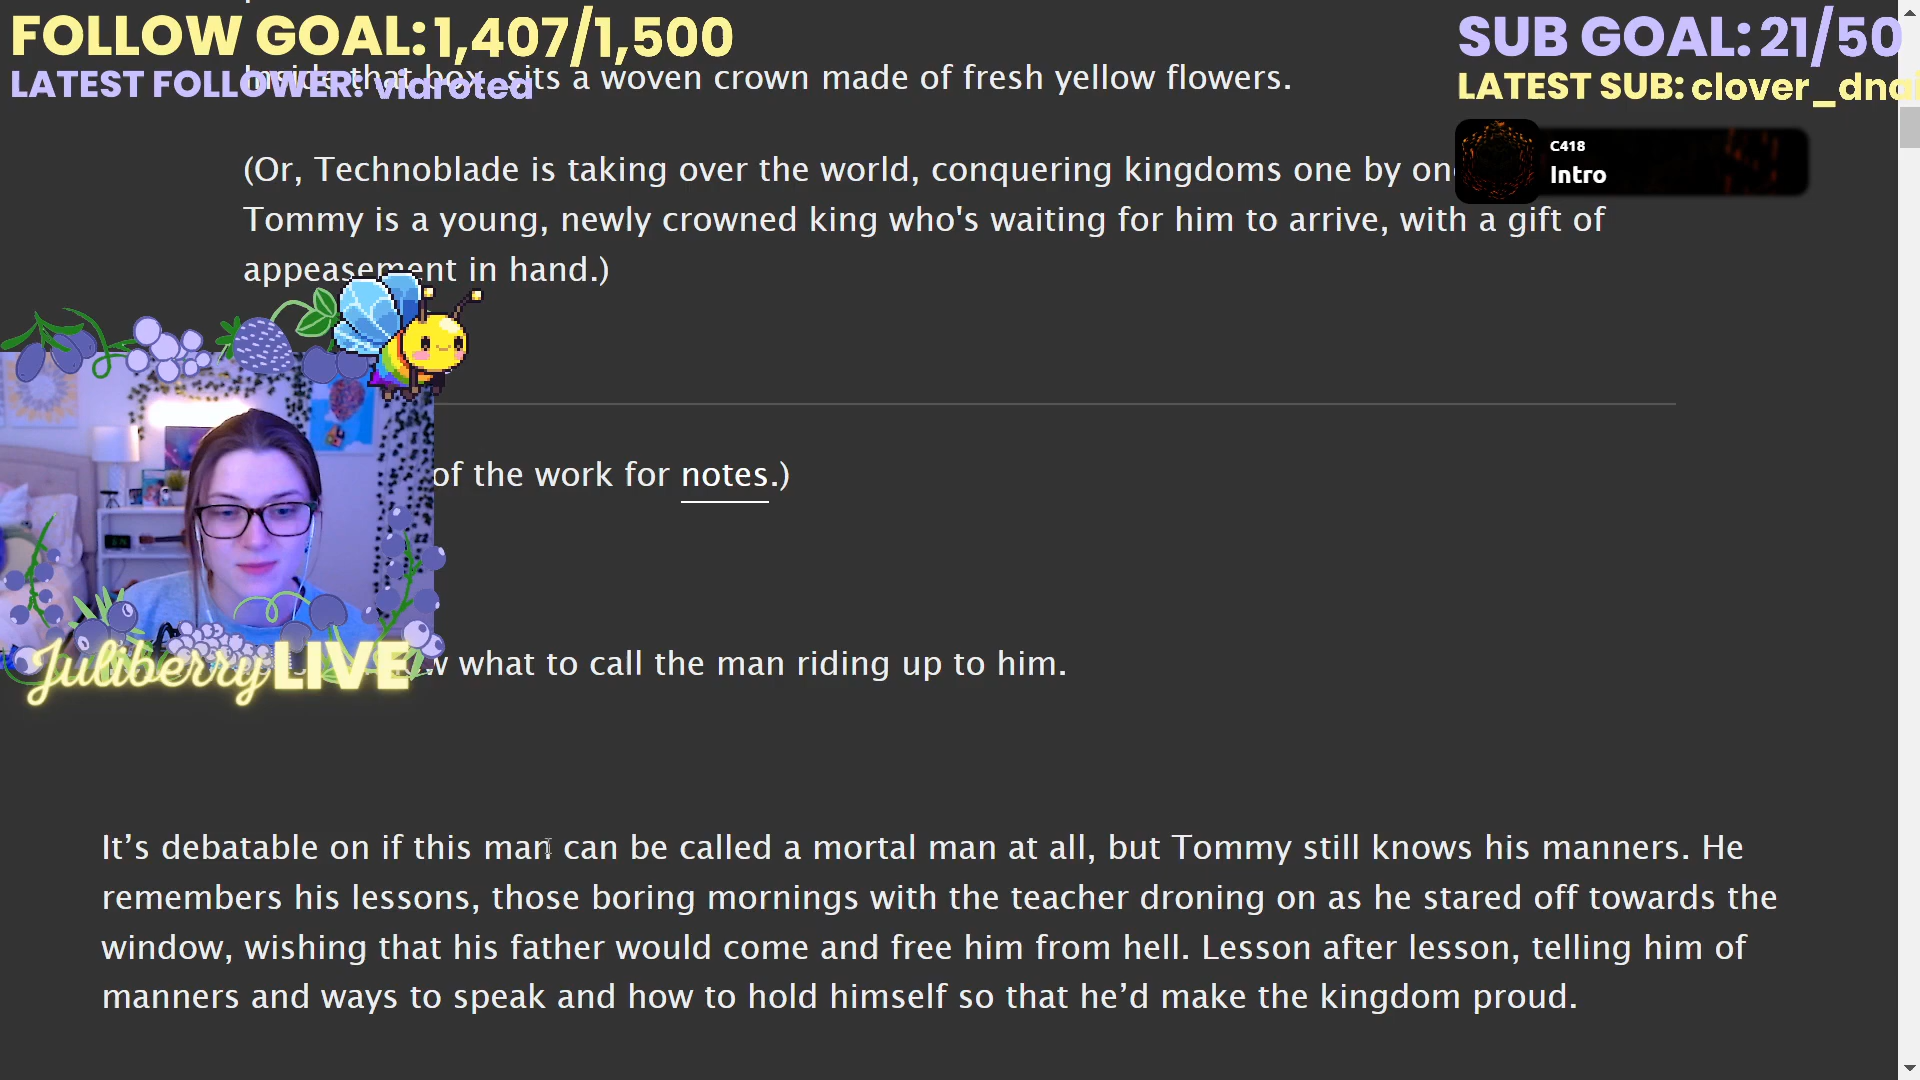 FOLLOW GOAL: 1,407/1,500
SUB GOAL: 21/50
LATEST FOLLOWER: vidroted
LATEST SUB: clover_dna
Inside that box, sits a woven crown made of fresh yellow flowers.
C418
Intro
(Or, Technoblade is taking over the world, conquering kingdoms one by
Tommy is a young, newly crowned king who's waiting for him to arrive, with a gift of
appeasement in hand.)
of the work for notes.)
JuliberryLIVE
what to call the man riding up to him.
It’s debatable on if this man can be called a mortal man at all, but Tommy still knows his manners. He
remembers his lessons, those boring mornings with the teacher droning on as he stared off towards the
window, wishing that his father would come and free him from hell. Lesson after lesson, telling him of
manners and ways to speak and how to hold himself so that he’d make the kingdom proud.